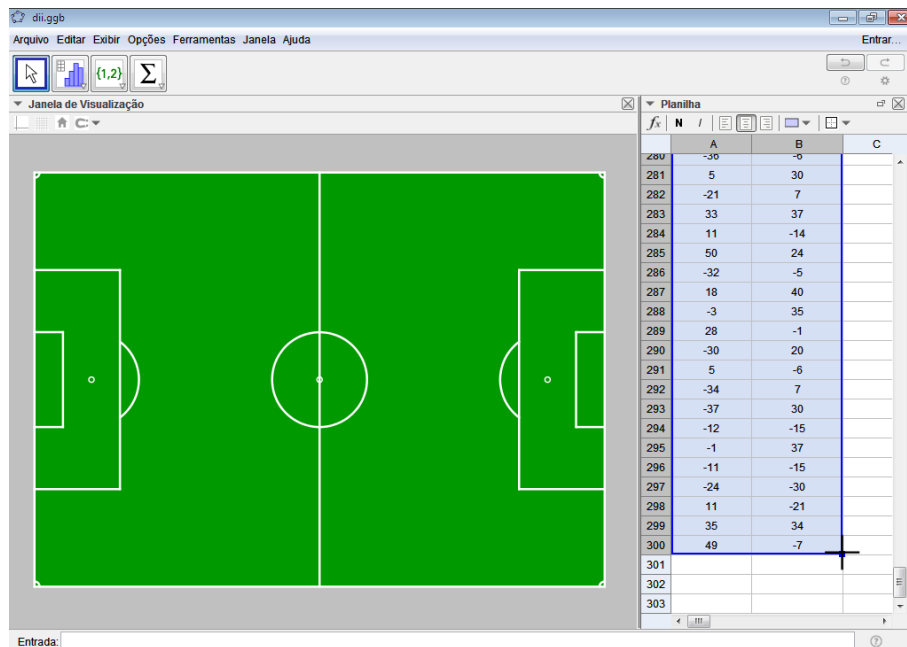 dii.ggb
Arquivo Editar Exibir Opções Ferramentas Janela Ajuda
Entrar...
{1,2} Σ
Janela de Visualização
Planilha
fx N I
A B C
280 -36 -6
281 5 30
282 -21 7
283 33 37
284 11 -14
285 50 24
286 -32 -5
287 18 40
288 -3 35
289 28 -1
290 -30 20
291 5 -6
292 -34 7
293 -37 30
294 -12 -15
295 -1 37
296 -11 -15
297 -24 -30
298 11 -21
299 35 34
300 49 -7
301
302
303
Entrada: